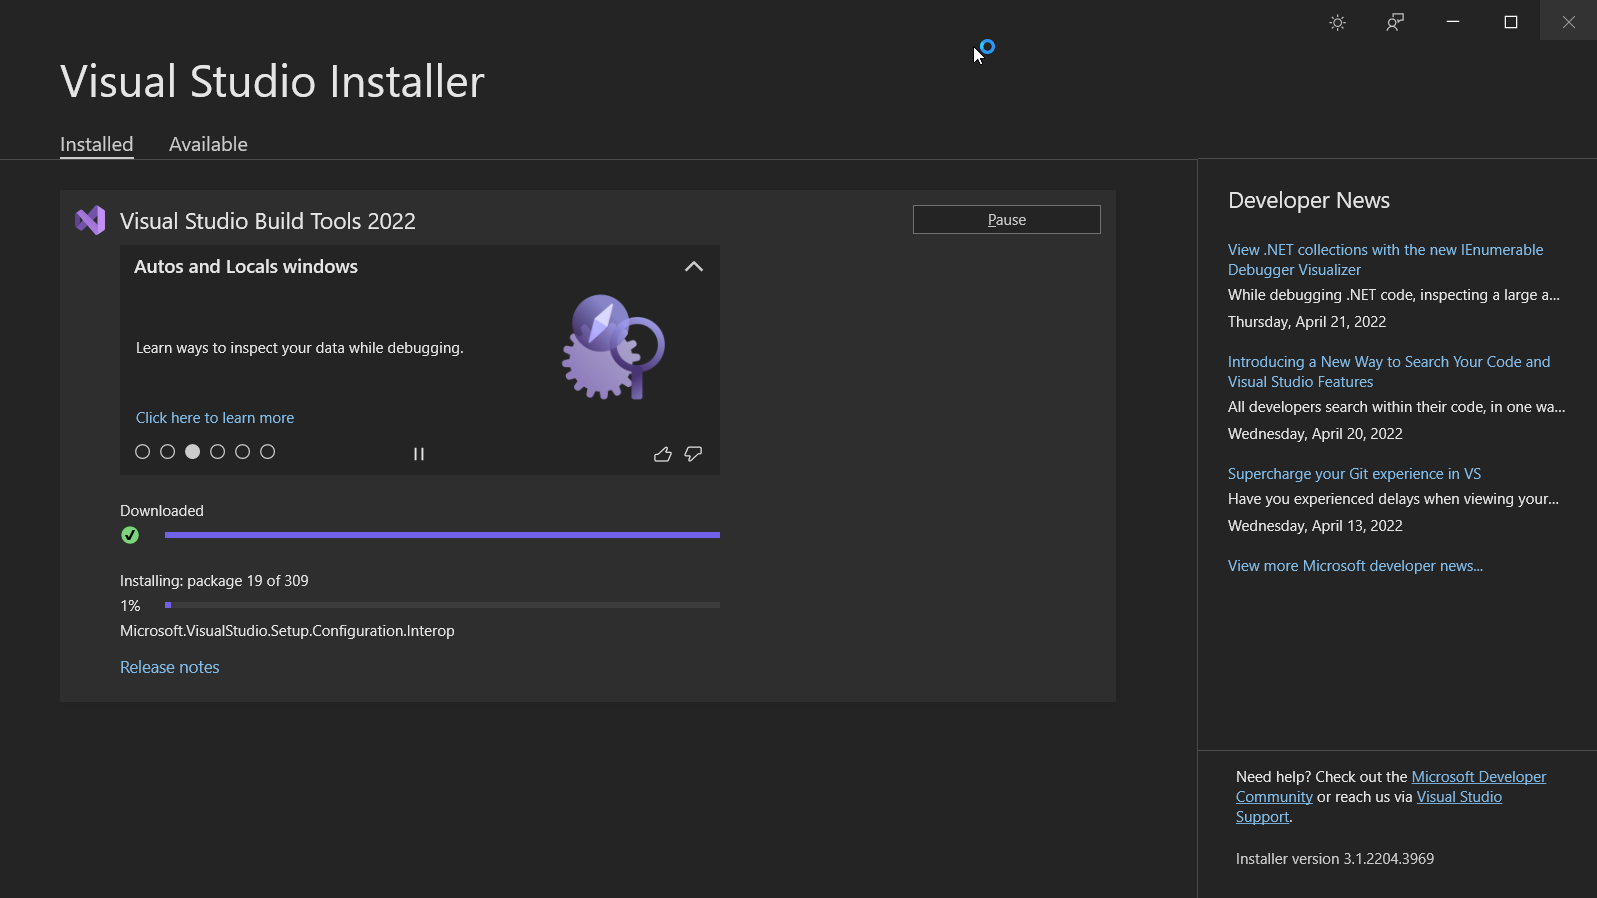 Visual Studio Installer
Installed
Available
Visual Studio Build Tools 2022
Pause
Autos and Locals windows
Learn ways to inspect your data while debugging.
Click here to learn more
Downloaded
Installing: package 19 of 309
1%
Microsoft.VisualStudio.Setup.Configuration.Interop
Release notes
Developer News
View .NET collections with the new IEnumerable
Debugger Visualizer
While debugging .NET code, inspecting a large a...
Thursday, April 21, 2022
Introducing a New Way to Search Your Code and
Visual Studio Features
All developers search within their code, in one wa...
Wednesday, April 20, 2022
Supercharge your Git experience in VS
Have you experienced delays when viewing your...
Wednesday, April 13, 2022
View more Microsoft developer news...
Need help? Check out the Microsoft Developer
Community or reach us via Visual Studio
Support.
Installer version 3.1.2204.3969